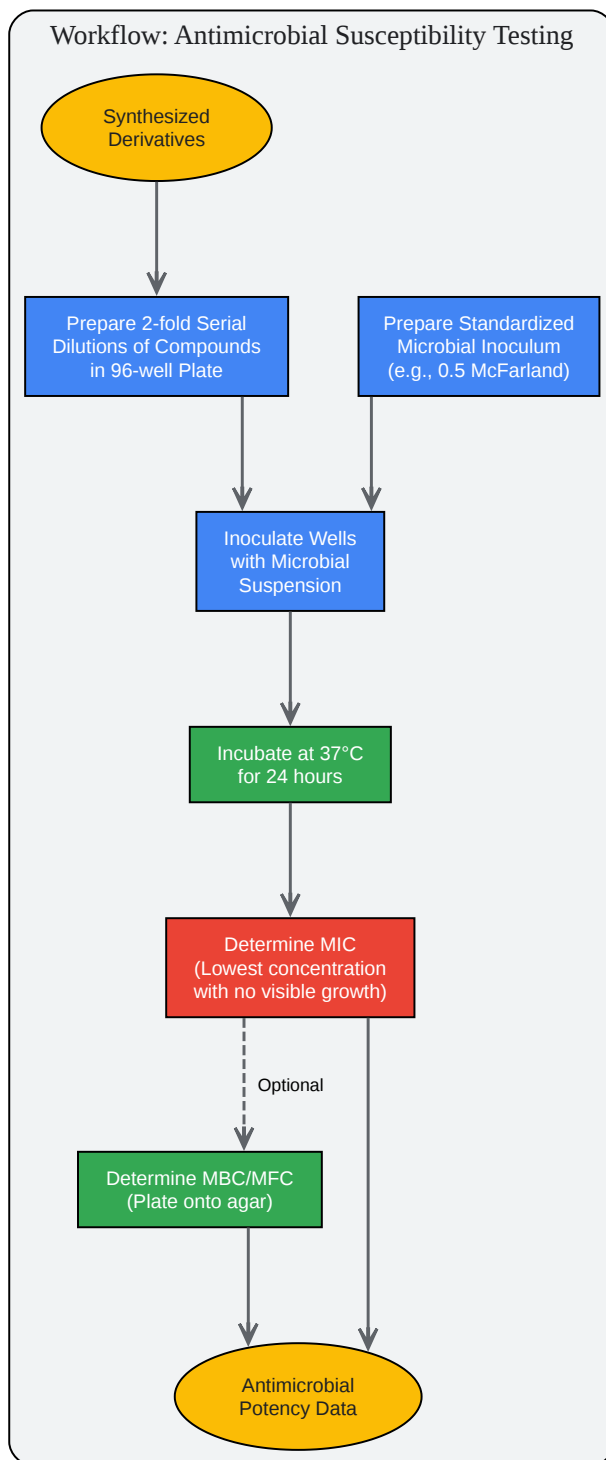 Workflow: Antimicrobial Susceptibility Testing
Synthesized
Derivatives
Prepare 2-fold Serial
Dilutions of Compounds
in 96-well Plate
Prepare Standardized
Microbial Inoculum
(e.g., 0.5 McFarland)
Inoculate Wells
with Microbial
Suspension
Incubate at 37°C
for 24 hours
Determine MIC
(Lowest concentration
with no visible growth)
Optional
Determine MBC/MFC
(Plate onto agar)
Antimicrobial
Potency Data